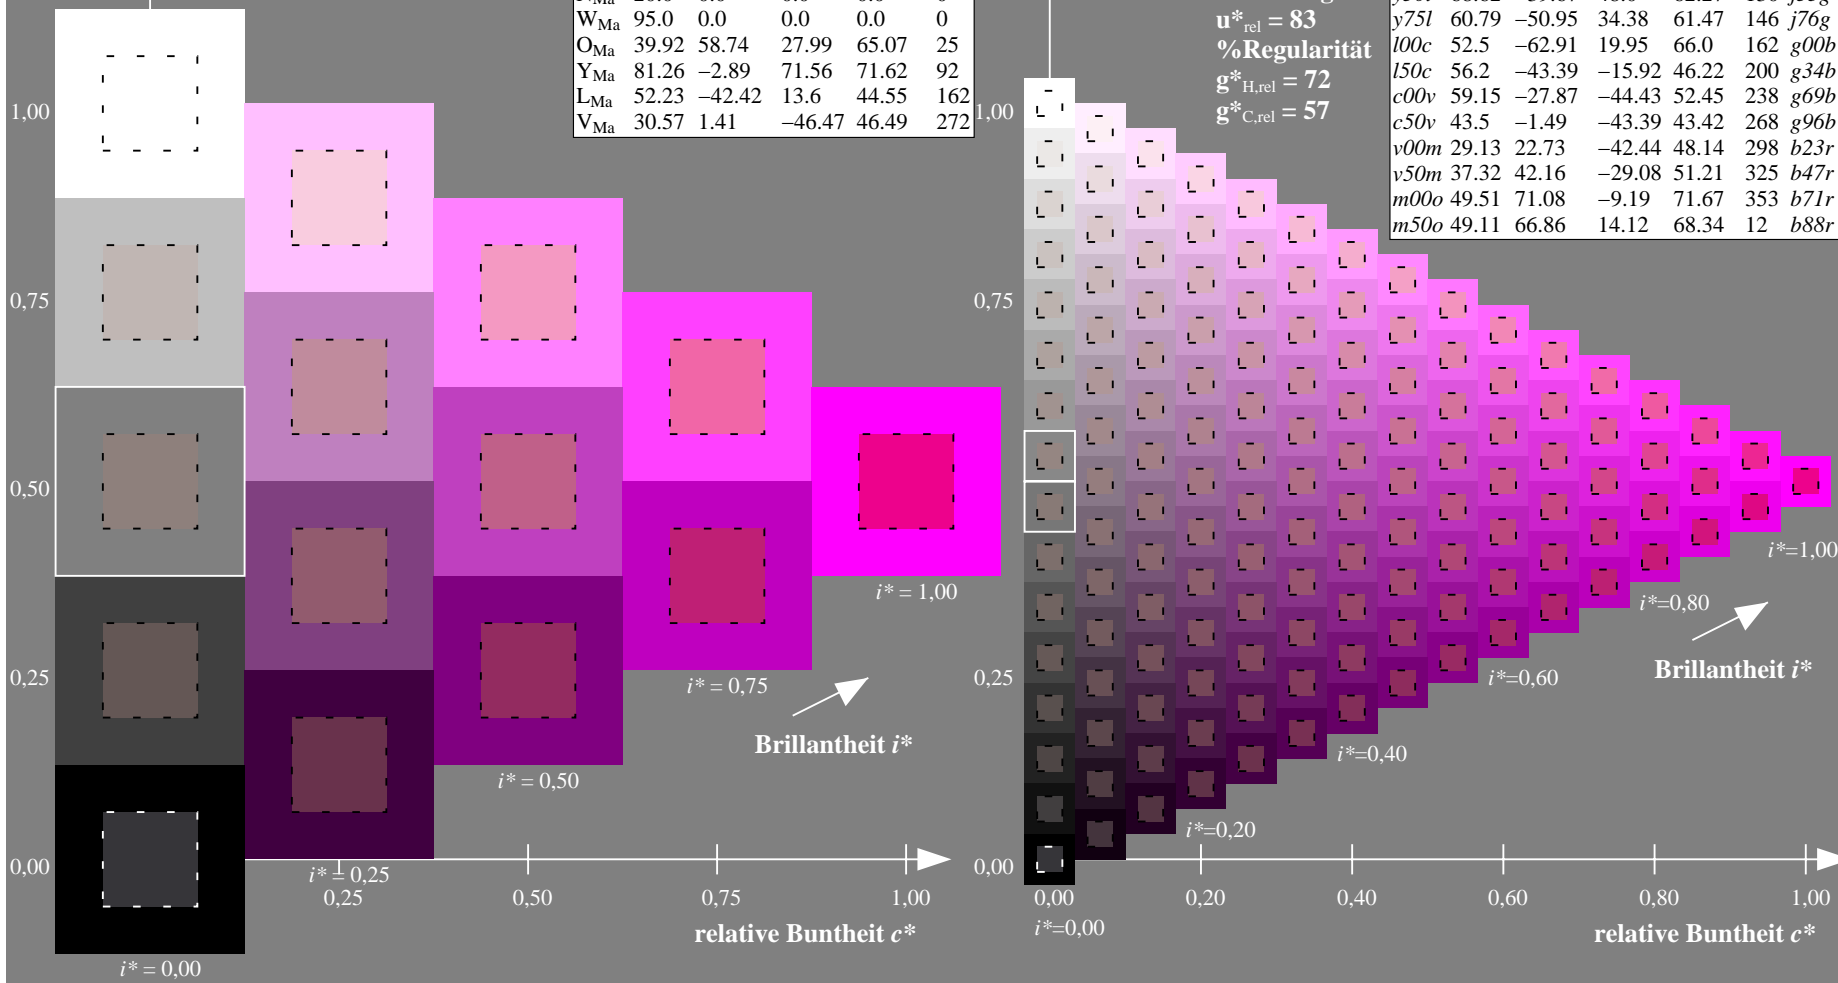 W_Ma 95.0 0.0 0.0 0.0 0
O_Ma 39.92 58.74 27.99 65.07 25
Y_Ma 81.26 −2.89 71.56 71.62 92
L_Ma 52.23 −42.42 13.6 44.55 162
V_Ma 30.57 1.41 −46.47 46.49 272
u*rel = 83
%Regularität
g*H,rel = 72
g*C,rel = 57
y75l 60.79 −50.95 34.38 61.47 146 j76g
l00c 52.5 −62.91 19.95 66.0 162 g00b
l50c 56.2 −43.39 −15.92 46.22 200 g34b
c00v 59.15 −27.87 −44.43 52.45 238 g69b
c50v 43.5 −1.49 −43.39 43.42 268 g96b
v00m 29.13 22.73 −42.44 48.14 298 b23r
v50m 37.32 42.16 −29.08 51.21 325 b47r
m00o 49.51 71.08 −9.19 71.67 353 b71r
m50o 49.11 66.86 14.12 68.34 12 b88r
1,00
0,75
0,50
0,25
0,00
i* = 1,00
i* = 0,75
Brillantheit i*
i* = 0,50
i* = 0,25
0,25 0,50 0,75 1,00
relative Buntheit c*
i* = 0,00
1,00
0,75
0,25
0,00
i*=1,00
i*=0,80
Brillantheit i*
i*=0,60
i*=0,40
i*=0,20
0,00 0,20 0,40 0,60 0,80 1,00
i*=0,00
relative Buntheit c*